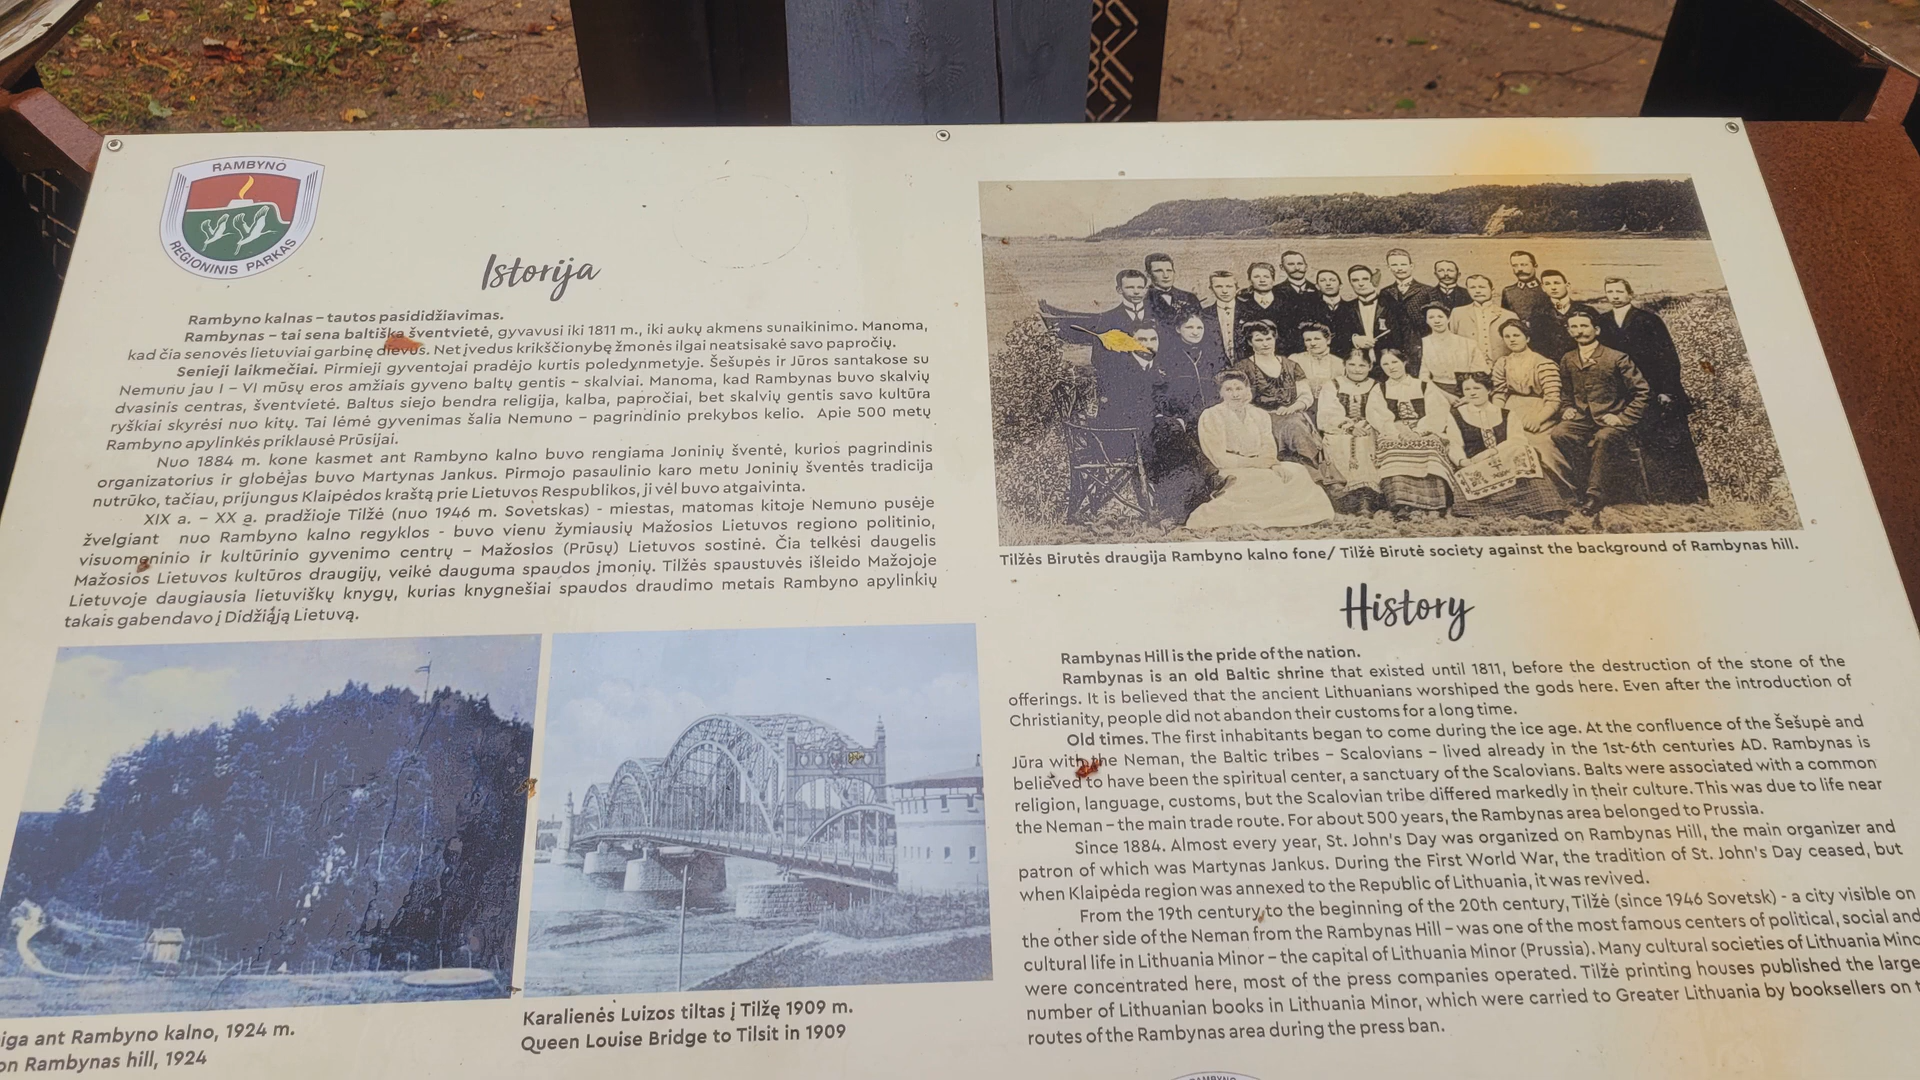 RAMBYNO
REGIONINIS PARKAS
Istorija
Rambyno kalnas – tautos pasididžiavimas.
Rambynas – tai sena baltiška šventvietė, gyvavusi iki 1811 m., iki aukų akmens sunaikinimo. Manoma,
kad čia senovės lietuviai garbinę dievus. Net įvedus krikščionybę žmonės ilgai neatsisakė savo papročių.
Senieji laikmečiai. Pirmieji gyventojai pradėjo kurtis poledynmetyje. Šešupės ir Jūros santakose su
Nemunu jau I – VI mūsų eros amžiais gyveno baltų gentis – skalviai. Manoma, kad Rambynas buvo skalvių
dvasinis centras, šventvietė. Baltus siejo bendra religija, kalba, papročiai, bet skalvių gentis savo kultūra
ryškiai skyrėsi nuo kitų. Tai lėmė gyvenimas šalia Nemuno – pagrindinio prekybos kelio. Apie 500 metų
Rambyno apylinkės priklausė Prūsijai.
Nuo 1884 m. kone kasmet ant Rambyno kalno buvo rengiama Joninių šventė, kurios pagrindinis
organizatorius ir globėjas buvo Martynas Jankus. Pirmojo pasaulinio karo metu Joninių šventės tradicija
nutrūko, tačiau, prijungus Klaipėdos kraštą prie Lietuvos Respublikos, ji vėl buvo atgaivinta.
XIX a. – XX a. pradžioje Tilžė (nuo 1946 m. Sovetskas) - miestas, matomas kitoje Nemuno pusėje
žvelgiant nuo Rambyno kalno regyklos - buvo vienu žymiausių Mažosios Lietuvos regiono politinio,
visuomeninio ir kultūrinio gyvenimo centrų – Mažosios (Prūsų) Lietuvos sostinė. Čia telkėsi daugelis
Mažosios Lietuvos kultūros draugijų, veikė dauguma spaudos įmonių. Tilžės spaustuvės išleido Mažojoje
Lietuvoje daugiausia lietuviškų knygų, kurias knygnešiai spaudos draudimo metais Rambyno apylinkių
takais gabendavo į Didžiąją Lietuvą.
iga ant Rambyno kalno, 1924 m.
on Rambynas hill, 1924
Karalienės Luizos tiltas į Tilžę 1909 m.
Queen Louise Bridge to Tilsit in 1909
Tilžės Birutės draugija Rambyno kalno fone/ Tilžė Birutė society against the background of Rambynas hill.
History
Rambynas Hill is the pride of the nation.
Rambynas is an old Baltic shrine that existed until 1811, before the destruction of the stone of the
offerings. It is believed that the ancient Lithuanians worshiped the gods here. Even after the introduction of
Christianity, people did not abandon their customs for a long time.
Old times. The first inhabitants began to come during the ice age. At the confluence of the Šešupė and
Jūra with the Neman, the Baltic tribes – Scalovians – lived already in the 1st-6th centuries AD. Rambynas is
believed to have been the spiritual center, a sanctuary of the Scalovians. Balts were associated with a common
religion, language, customs, but the Scalovian tribe differed markedly in their culture. This was due to life near
the Neman – the main trade route. For about 500 years, the Rambynas area belonged to Prussia.
Since 1884. Almost every year, St. John's Day was organized on Rambynas Hill, the main organizer and
patron of which was Martynas Jankus. During the First World War, the tradition of St. John's Day ceased, but
when Klaipėda region was annexed to the Republic of Lithuania, it was revived.
From the 19th century to the beginning of the 20th century, Tilžė (since 1946 Sovetsk) - a city visible on
the other side of the Neman from the Rambynas Hill – was one of the most famous centers of political, social and
cultural life in Lithuania Minor – the capital of Lithuania Minor (Prussia). Many cultural societies of Lithuania Mino
were concentrated here, most of the press companies operated. Tilžė printing houses published the large
number of Lithuanian books in Lithuania Minor, which were carried to Greater Lithuania by booksellers on t
routes of the Rambynas area during the press ban.